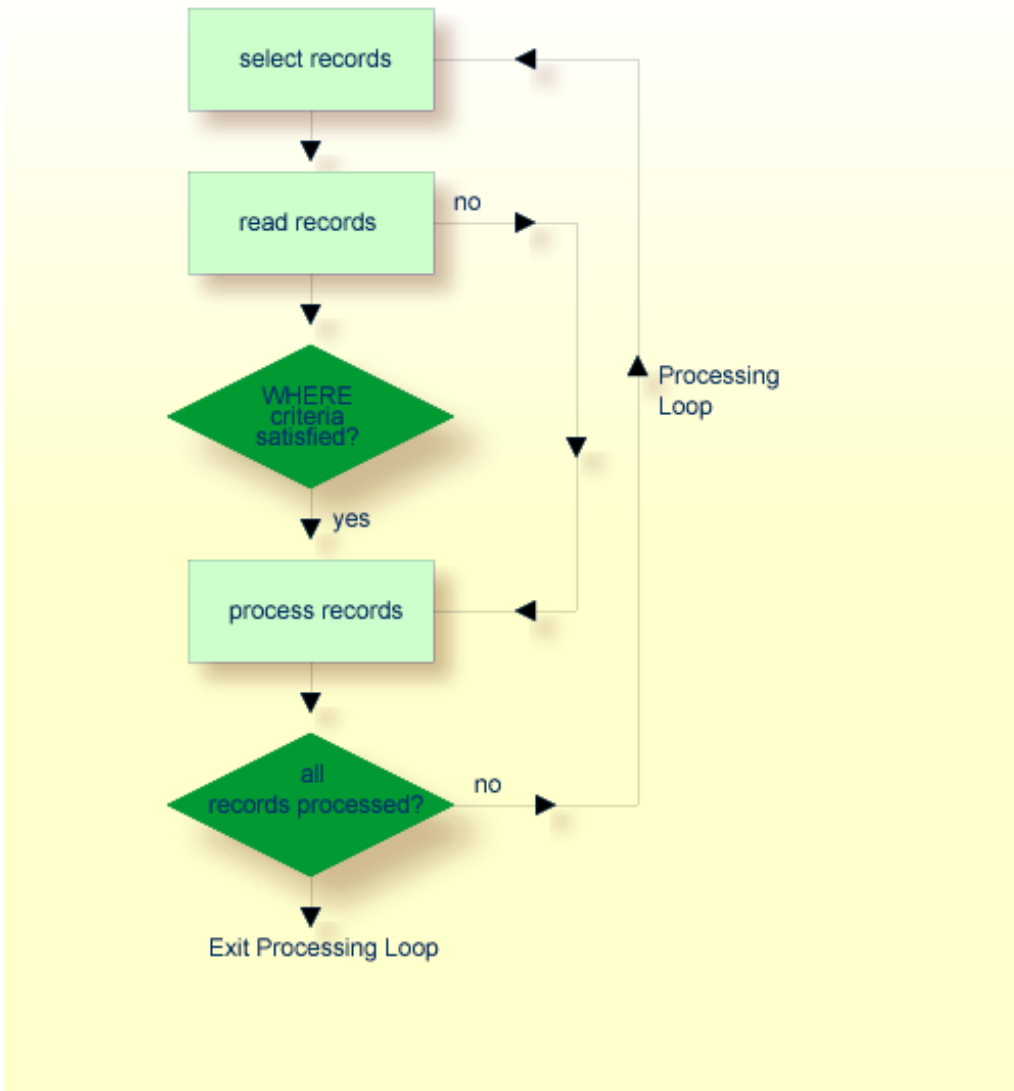 select records
read records
no
WHERE
criteria
satisfied?
Processing
Loop
yes
process records
all
records processed?
no
Exit Processing Loop